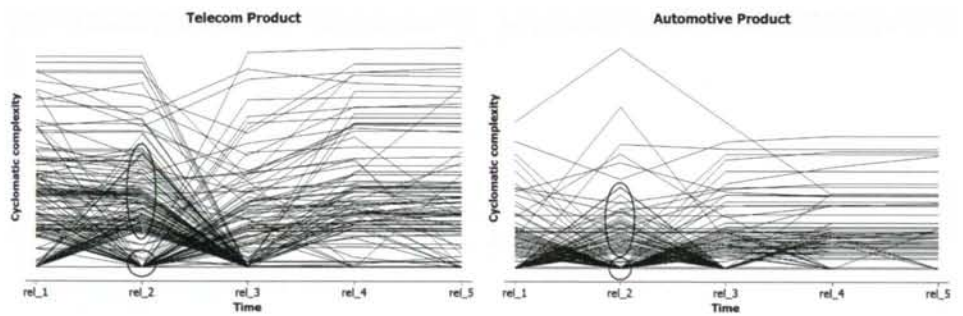 Telecom Product
Cyclomatic complexity
rel_1 rel_2 rel_3 rel_4 rel_5
Time
Automotive Product
Cyclomatic complexity
rel_1 rel_2 rel_3 rel_4 rel_5
Time